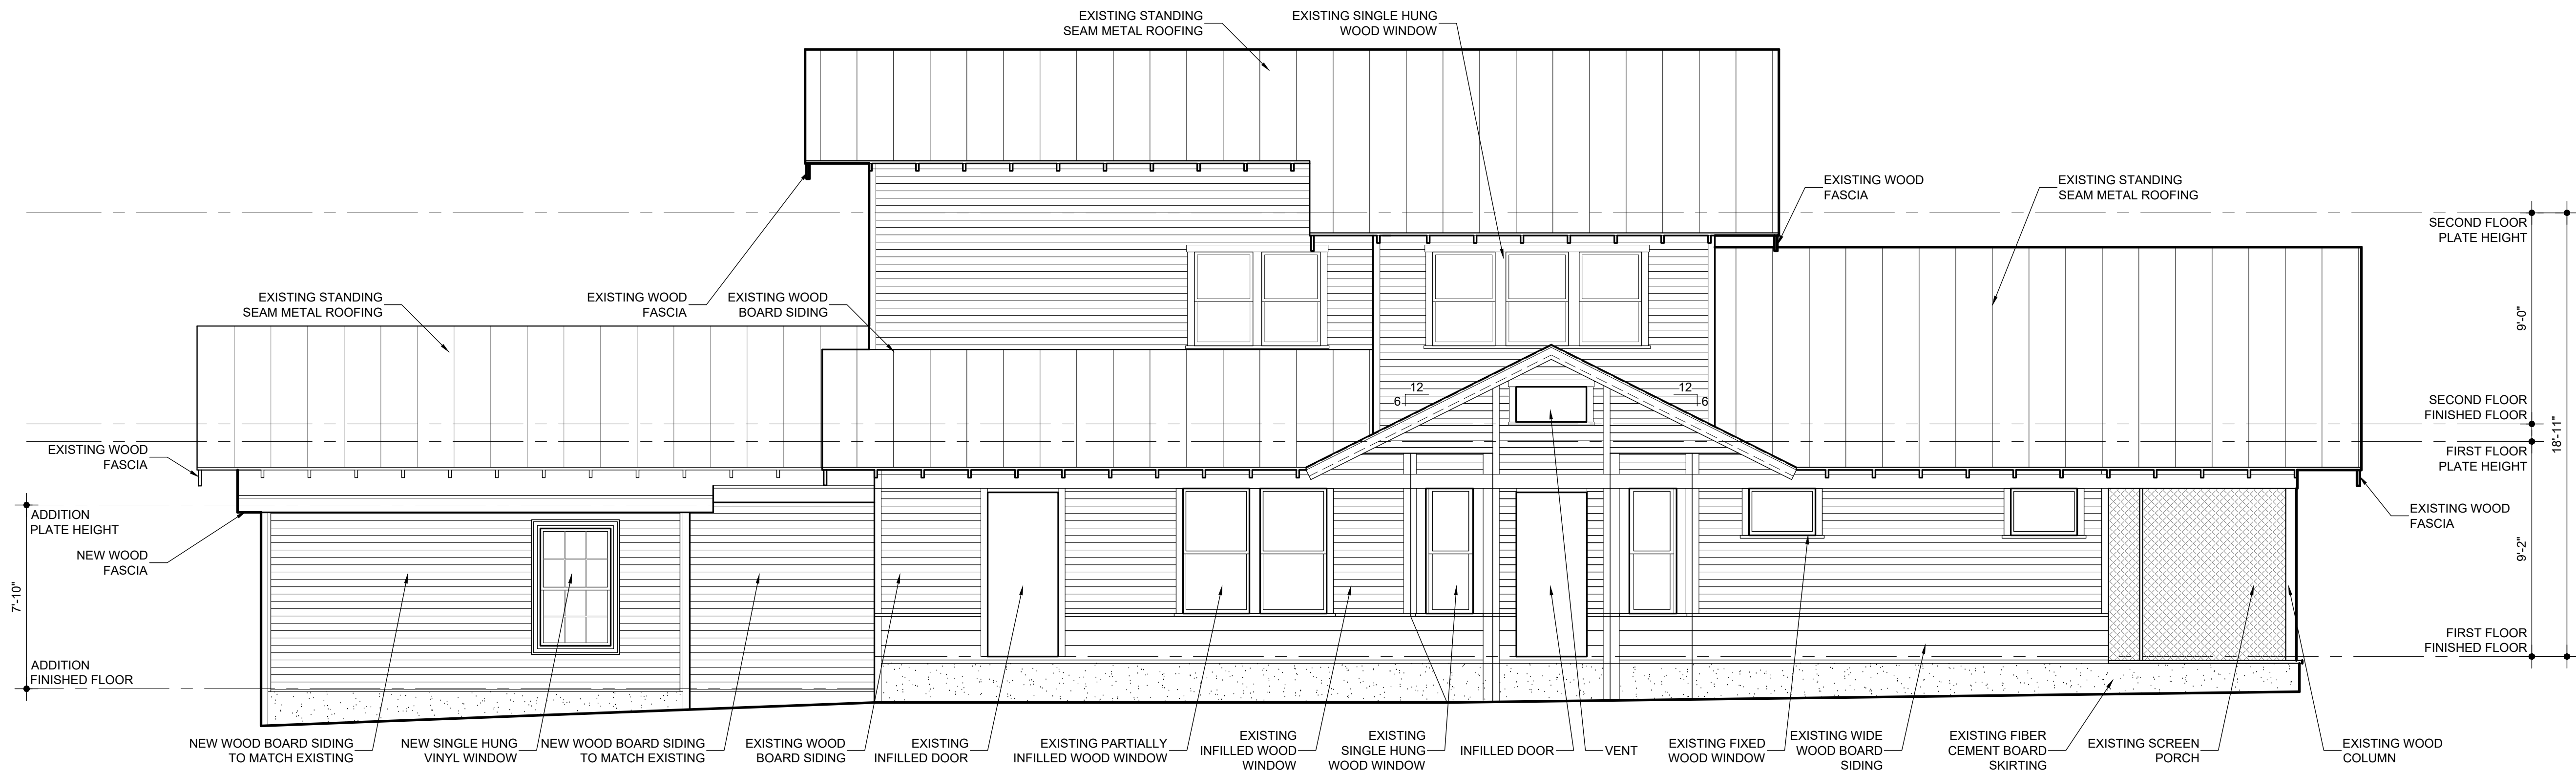 EXISTING STANDING
SEAM METAL ROOFING
EXISTING SINGLE HUNG
WOOD WINDOW
EXISTING WOOD
FASCIA
EXISTING STANDING
SEAM METAL ROOFING
SECOND FLOOR
PLATE HEIGHT
EXISTING STANDING
SEAM METAL ROOFING
EXISTING WOOD
FASCIA
EXISTING WOOD
BOARD SIDING
9'-0"
12
6
12
6
SECOND FLOOR
FINISHED FLOOR
18'-11"
EXISTING WOOD
FASCIA
FIRST FLOOR
PLATE HEIGHT
ADDITION
PLATE HEIGHT
EXISTING WOOD
FASCIA
NEW WOOD
FASCIA
9'-2"
7'-10"
FIRST FLOOR
FINISHED FLOOR
ADDITION
FINISHED FLOOR
NEW WOOD BOARD SIDING
TO MATCH EXISTING
NEW SINGLE HUNG
VINYL WINDOW
NEW WOOD BOARD SIDING
TO MATCH EXISTING
EXISTING WOOD
BOARD SIDING
EXISTING
INFILLED DOOR
EXISTING PARTIALLY
INFILLED WOOD WINDOW
EXISTING
INFILLED WOOD
WINDOW
EXISTING
SINGLE HUNG
WOOD WINDOW
INFILLED DOOR
VENT
EXISTING FIXED
WOOD WINDOW
EXISTING WIDE
WOOD BOARD
SIDING
EXISTING FIBER
CEMENT BOARD
SKIRTING
EXISTING SCREEN
PORCH
EXISTING WOOD
COLUMN